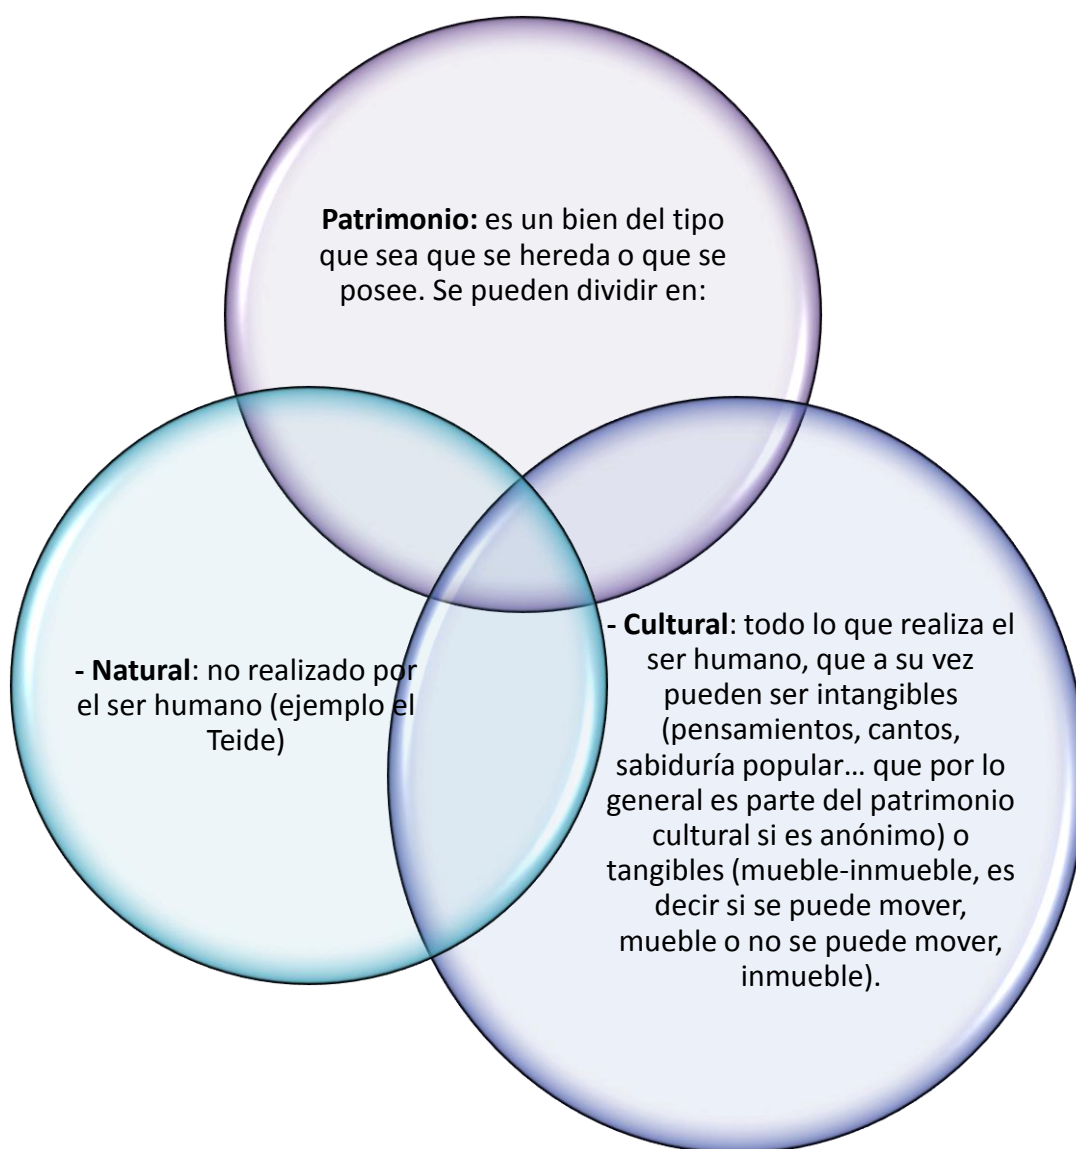 Patrimonio: es un bien del tipo
que sea que se hereda o que se
posee. Se pueden dividir en:
- Natural: no realizado por
el ser humano (ejemplo el
Teide)
- Cultural: todo lo que realiza el
ser humano, que a su vez
pueden ser intangibles
(pensamientos, cantos,
sabiduría popular... que por lo
general es parte del patrimonio
cultural si es anónimo) o
tangibles (mueble-inmueble, es
decir si se puede mover,
mueble o no se puede mover,
inmueble).